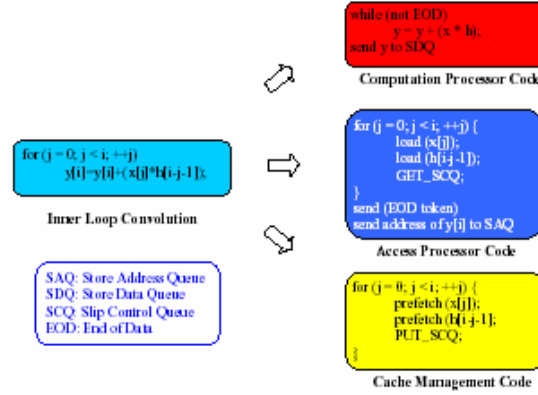 while (not EOD)
y = y + (x * h);
send y to SDQ
Computation Processor Code
for (j = 0; j < i; ++j)
y[i]=y[i]+(x[j]*h[i-j-1]);
Inner Loop Convolution
for (j = 0; j < i; ++j) {
load (x[j]);
load (h[i-j-1]);
GET_SCQ;
}
send (EOD token)
send address of y[i] to SAQ
Access Processor Code
SAQ: Store Address Queue
SDQ: Store Data Queue
SCQ: Slip Control Queue
EOD: End of Data
for (j = 0; j < i; ++j) {
prefetch (x[j]);
prefetch (h[i-j-1];
PUT_SCQ;
}
Cache Management Code